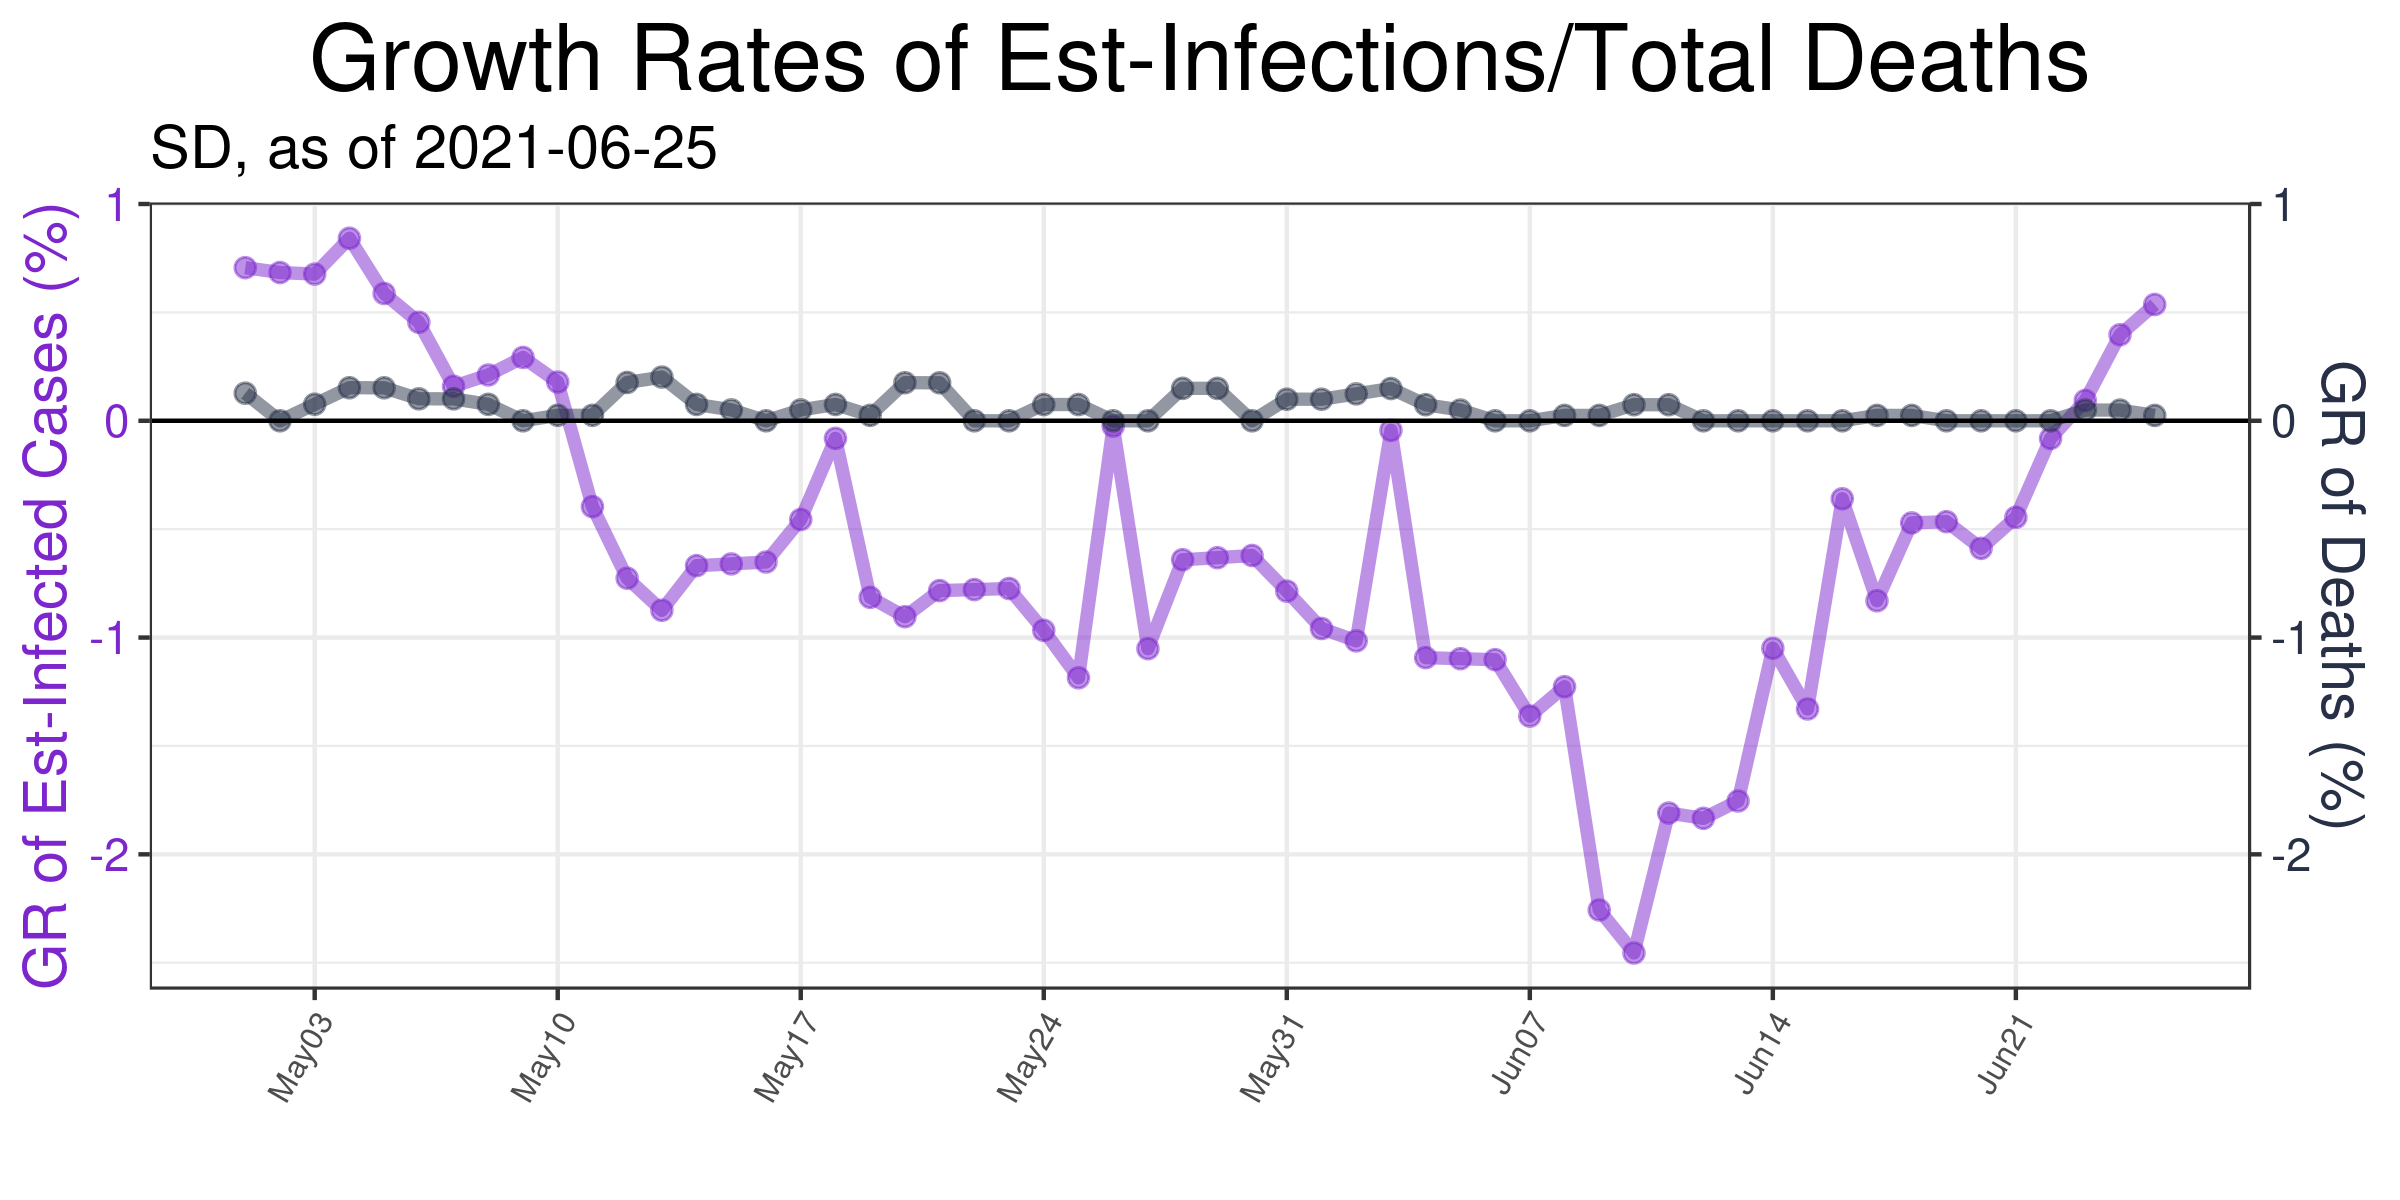 Growth Rates of Est-Infections/Total Deaths
SD, as of 2021-06-25
GR of Est-Infected Cases (%)
1
0
-1
-2
1
0
-1
-2
GR of Deaths (%)
May03
May10
May17
May24
May31
Jun07
Jun14
Jun21